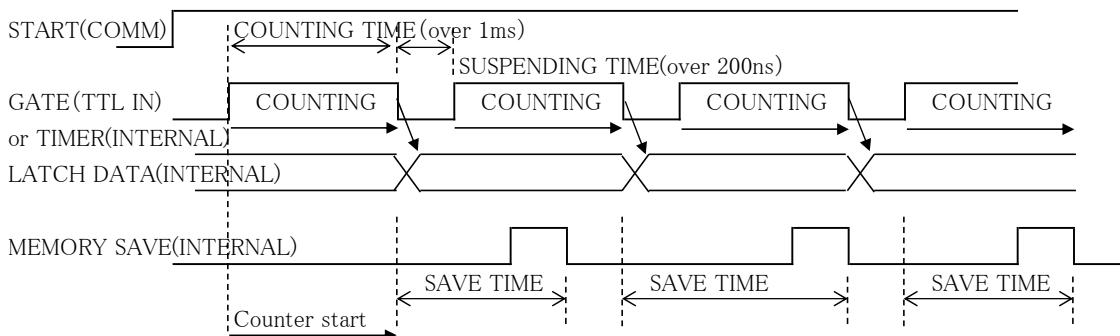 START(COMM)
COUNTING TIME(over 1ms)
SUSPENDING TIME(over 200ns)
GATE(TTL IN)
COUNTING COUNTING COUNTING COUNTING
or TIMER(INTERNAL)
LATCH DATA(INTERNAL)
MEMORY SAVE(INTERNAL)
SAVE TIME SAVE TIME SAVE TIME
Counter start